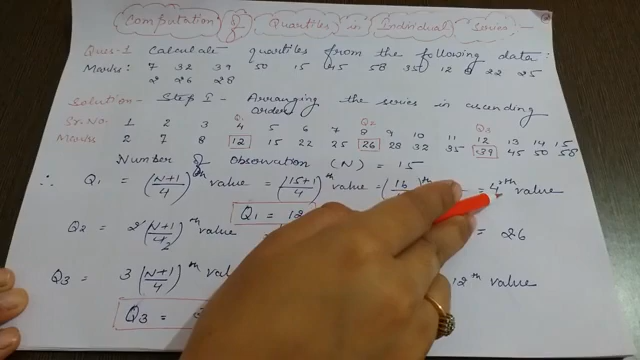 Computation of Quartiles in Individual Series:-
Ques-1 Calculate quartiles from the following data:
Marks: 7 32 39 50 15 45 58 35 12 8 22 25
2 26 28
Solution - Step I - Arranging the series in ascending
order:
Q1 Q2 Q3
Sr.No. 1 2 3 4 5 6 7 8 9 10 11 12 13 14 15
Marks 2 7 8 12 15 22 25 26 28 32 35 39 45 50 58
Number of Observation (N) = 15
∴ Q1 = (N+1/4)th value = (15+1/4)th value = (16 th = 4th value
Q1 = 12
Q2 = 2(N+1/4)th value = 26
2
Q3 = 3(N+1/4)th 12th value
Q3 =